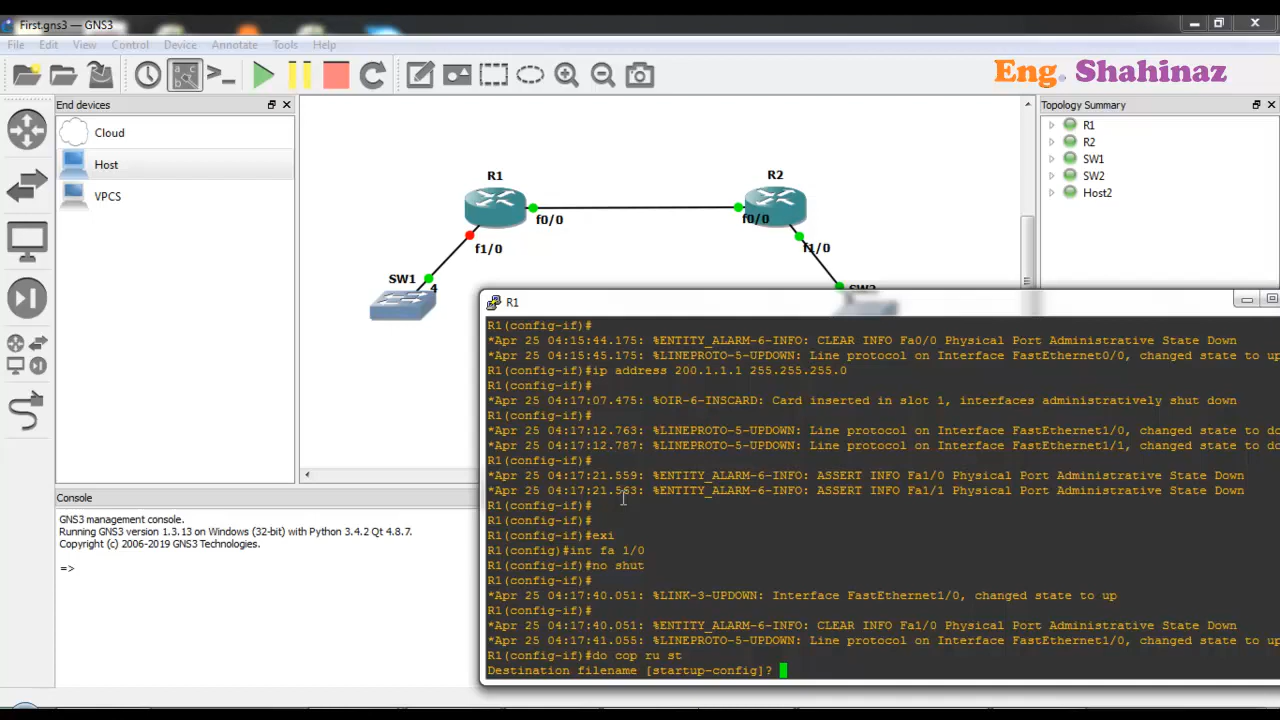 First.gns3 — GNS3
File Edit View Control Device Annotate Tools Help
Eng. Shahinaz
End devices
Cloud
Host
VPCS
R1
R2
f0/0
f0/0
f1/0
f1/0
SW1
4
SW2
Topology Summary
R1
R2
SW1
SW2
Host2
Console
GNS3 management console.
Running GNS3 version 1.3.13 on Windows (32-bit) with Python 3.4.2 Qt 4.8.7.
Copyright (c) 2006-2019 GNS3 Technologies.
=>
R1
R1(config-if)#
*Apr 25 04:15:44.175: %ENTITY_ALARM-6-INFO: CLEAR INFO Fa0/0 Physical Port Administrative State Down
*Apr 25 04:15:45.175: %LINEPROTO-5-UPDOWN: Line protocol on Interface FastEthernet0/0, changed state to up
R1(config-if)#ip address 200.1.1.1 255.255.255.0
R1(config-if)#
*Apr 25 04:17:07.475: %OIR-6-INSCARD: Card inserted in slot 1, interfaces administratively shut down
R1(config-if)#
*Apr 25 04:17:12.763: %LINEPROTO-5-UPDOWN: Line protocol on Interface FastEthernet1/0, changed state to do
*Apr 25 04:17:12.787: %LINEPROTO-5-UPDOWN: Line protocol on Interface FastEthernet1/1, changed state to do
R1(config-if)#
*Apr 25 04:17:21.559: %ENTITY_ALARM-6-INFO: ASSERT INFO Fa1/0 Physical Port Administrative State Down
*Apr 25 04:17:21.563: %ENTITY_ALARM-6-INFO: ASSERT INFO Fa1/1 Physical Port Administrative State Down
R1(config-if)#
R1(config-if)#
R1(config-if)#exi
R1(config)#int fa 1/0
R1(config-if)#no shut
R1(config-if)#
*Apr 25 04:17:40.051: %LINK-3-UPDOWN: Interface FastEthernet1/0, changed state to up
R1(config-if)#
*Apr 25 04:17:40.051: %ENTITY_ALARM-6-INFO: CLEAR INFO Fa1/0 Physical Port Administrative State Down
*Apr 25 04:17:41.055: %LINEPROTO-5-UPDOWN: Line protocol on Interface FastEthernet1/0, changed state to up
R1(config-if)#do cop ru st
Destination filename [startup-config]?